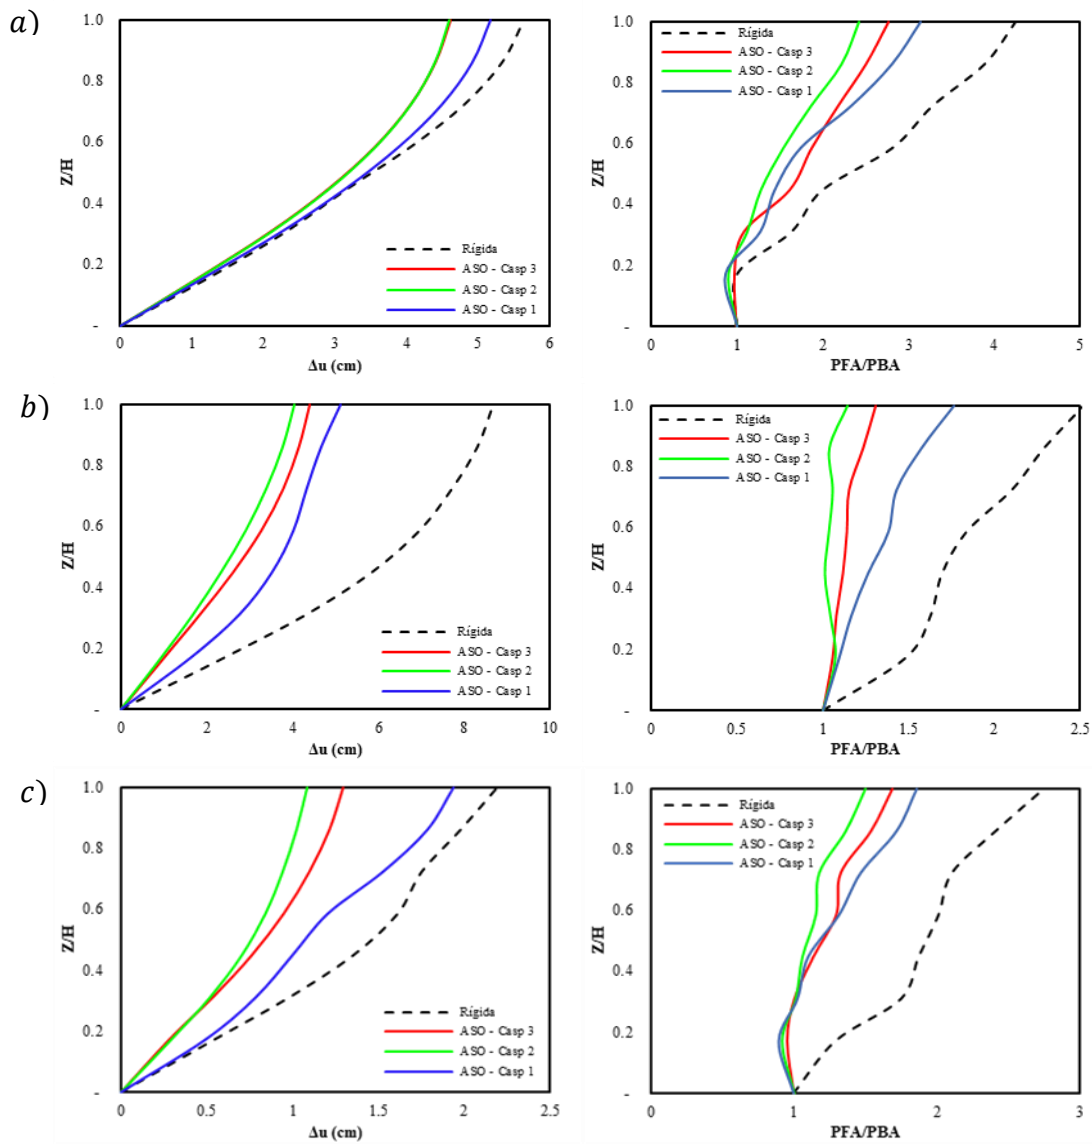 a)
1.0
0.8
0.6
0.4
0.2
-
Z/H
Rígida
ASO - Casp 3
ASO - Casp 2
ASO - Casp 1
0 1 2 3 4 5 6
Δu (cm)
1.0
0.8
0.6
0.4
0.2
-
Z/H
Rígida
ASO - Casp 3
ASO - Casp 2
ASO - Casp 1
0 1 2 3 4 5
PFA/PBA
b)
1.0
0.8
0.6
0.4
0.2
-
Z/H
Rígida
ASO - Casp 3
ASO - Casp 2
ASO - Casp 1
0 2 4 6 8 10
Δu (cm)
1.0
0.8
0.6
0.4
0.2
-
Z/H
Rígida
ASO - Casp 3
ASO - Casp 2
ASO - Casp 1
0 0.5 1 1.5 2 2.5
PFA/PBA
c)
1.0
0.8
0.6
0.4
0.2
-
Z/H
Rígida
ASO - Casp 3
ASO - Casp 2
ASO - Casp 1
0 0.5 1 1.5 2 2.5
Δu (cm)
1.0
0.8
0.6
0.4
0.2
-
Z/H
Rígida
ASO - Casp 3
ASO - Casp 2
ASO - Casp 1
0 1 2 3
PFA/PBA